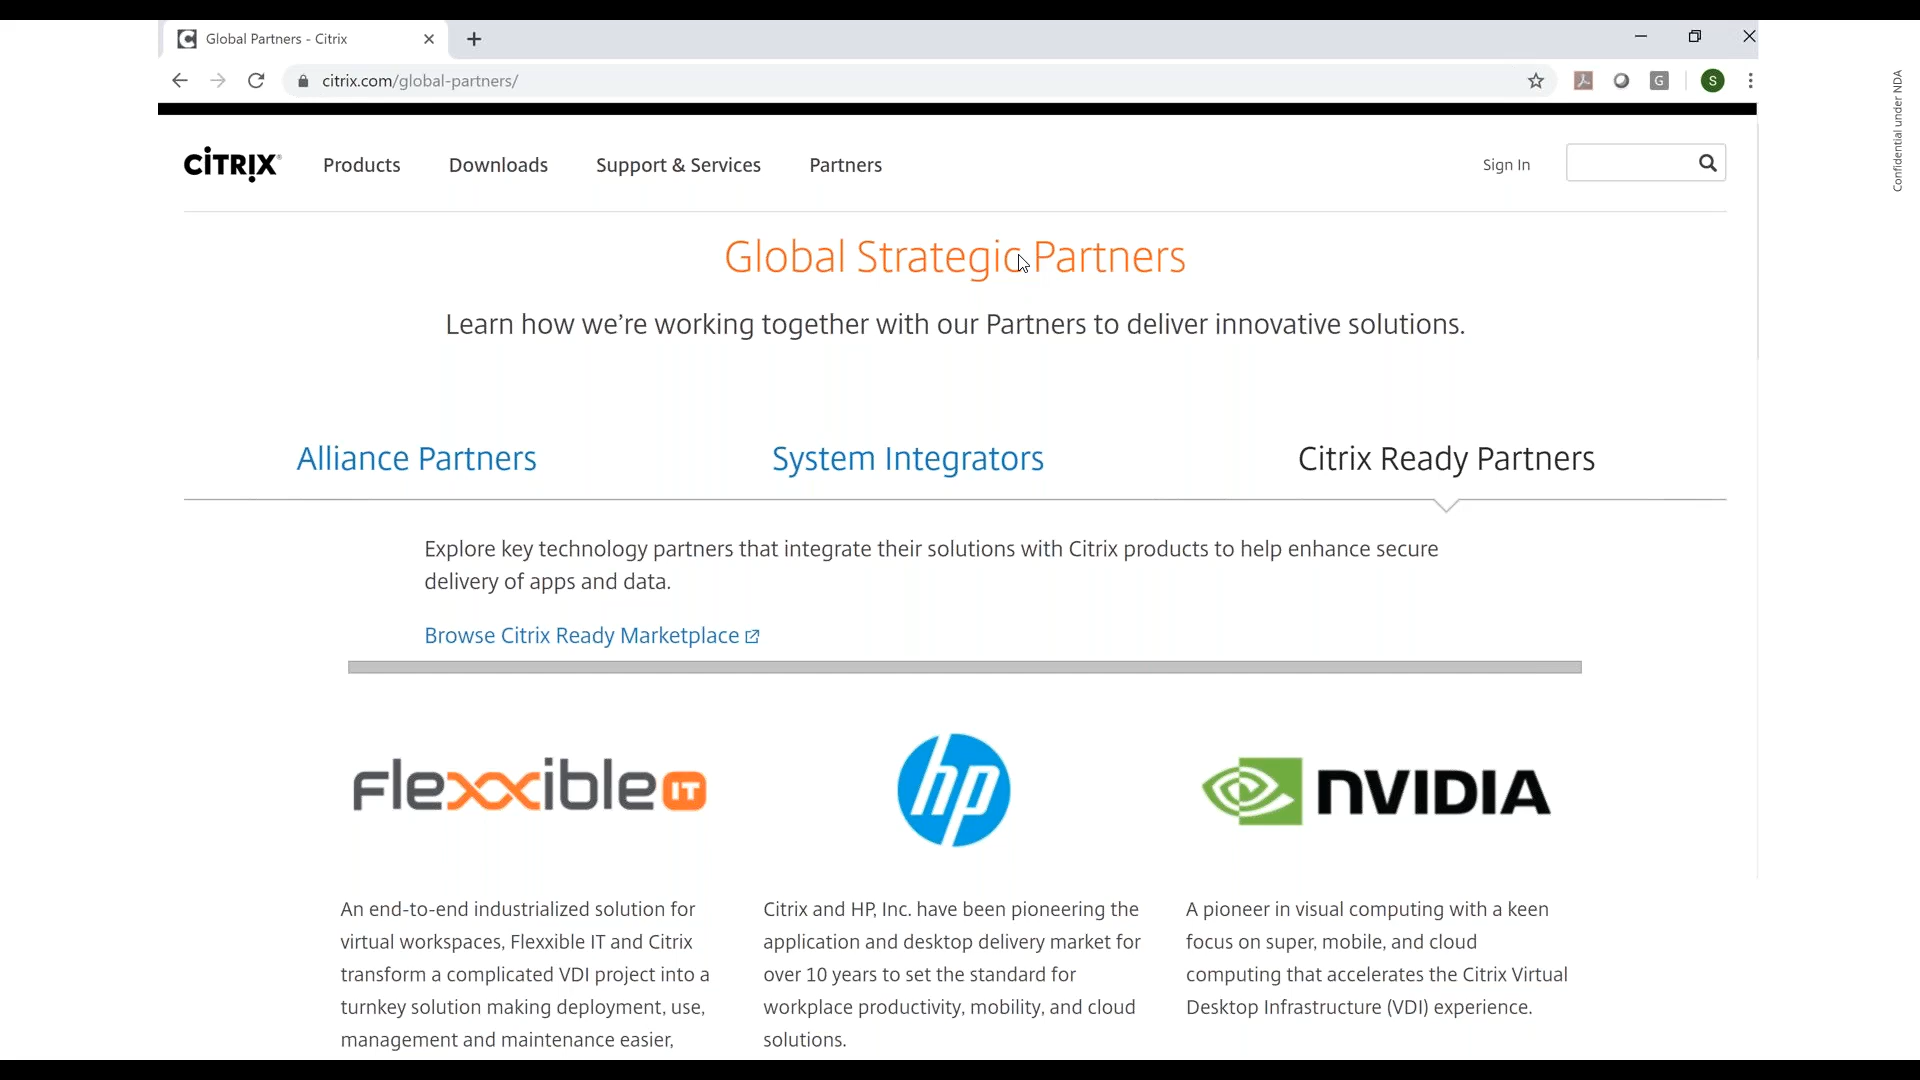 Global Partners - Citrix
citrix.com/global-partners/
G
S
Confidential under NDA
CITRIX®
Products
Downloads
Support & Services
Partners
Sign In
Global Strategic Partners
Learn how we’re working together with our Partners to deliver innovative solutions.
Alliance Partners
System Integrators
Citrix Ready Partners
Explore key technology partners that integrate their solutions with Citrix products to help enhance secure
delivery of apps and data.
Browse Citrix Ready Marketplace
flexxible IT
hp
NVIDIA
An end-to-end industrialized solution for
virtual workspaces, Flexxible IT and Citrix
transform a complicated VDI project into a
turnkey solution making deployment, use,
management and maintenance easier,
Citrix and HP, Inc. have been pioneering the
application and desktop delivery market for
over 10 years to set the standard for
workplace productivity, mobility, and cloud
solutions.
A pioneer in visual computing with a keen
focus on super, mobile, and cloud
computing that accelerates the Citrix Virtual
Desktop Infrastructure (VDI) experience.